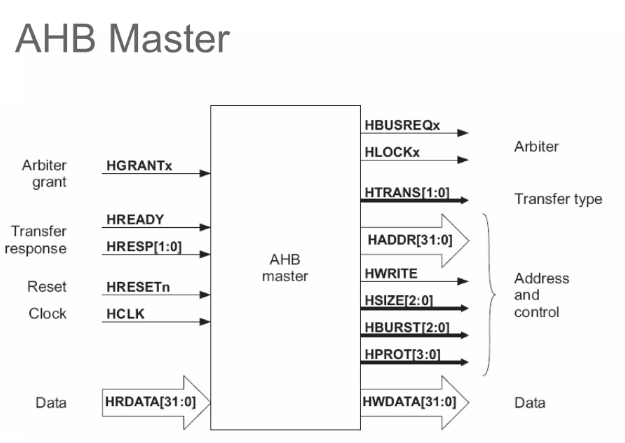 AHB Master
Arbiter
grant
HGRANTx
Transfer
response
HREADY
HRESP[1:0]
Reset
HRESETn
Clock
HCLK
Data
HRDATA[31:0]
AHB
master
HBUSREQx
HLOCKx
Arbiter
HTRANS[1:0]
Transfer type
HADDR[31:0]
HWRITE
HSIZE[2:0]
HBURST[2:0]
HPROT[3:0]
Address
and
control
HWDATA[31:0]
Data